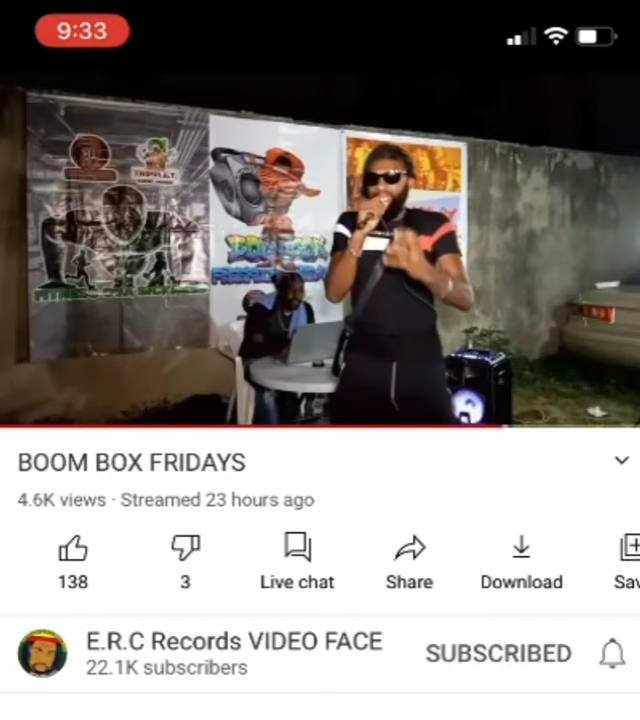 9:33
BOOM BOX FRIDAYS
4.6K views · Streamed 23 hours ago
138
3
Live chat
Share
Download
Sav
E.R.C Records VIDEO FACE
22.1K subscribers
SUBSCRIBED